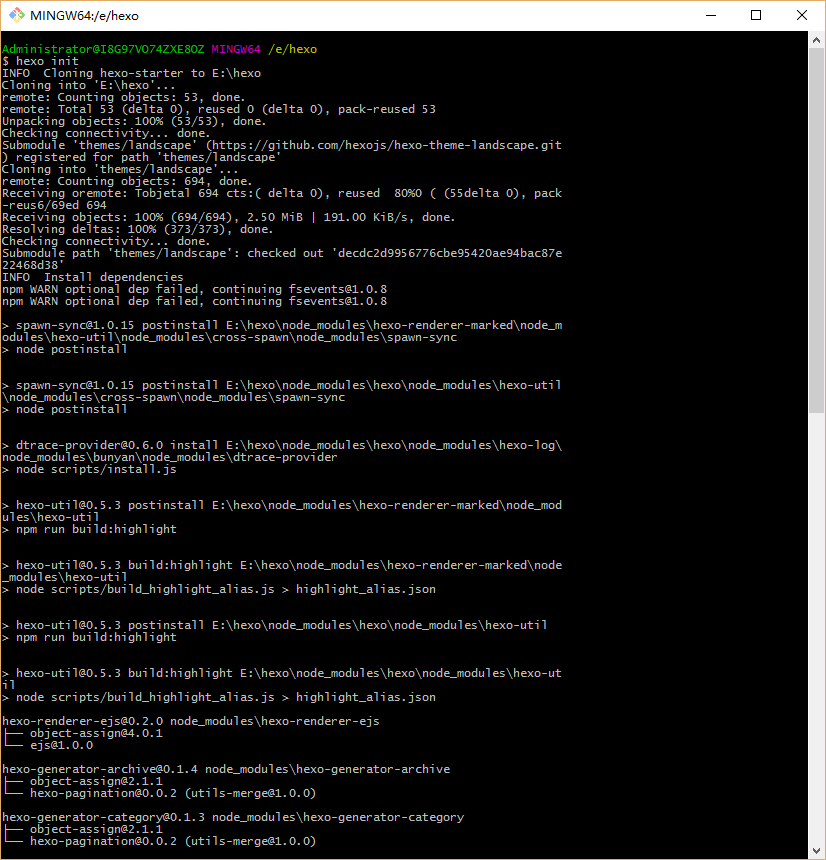 MINGW64:/e/hexo
Administrator@I8G97VO74ZXE8OZ MINGW64 /e/hexo
$ hexo init
INFO  Cloning hexo-starter to E:\hexo
Cloning into 'E:\hexo'...
remote: Counting objects: 53, done.
remote: Total 53 (delta 0), reused 0 (delta 0), pack-reused 53
Unpacking objects: 100% (53/53), done.
Checking connectivity... done.
Submodule 'themes/landscape' (https://github.com/hexojs/hexo-theme-landscape.git
) registered for path 'themes/landscape'
Cloning into 'themes/landscape'...
remote: Counting objects: 694, done.
Receiving oremote: Tobjetal 694 cts:( delta 0), reused  80%0 ( (55delta 0), pack
-reus6/69ed 694
Receiving objects: 100% (694/694), 2.50 MiB | 191.00 KiB/s, done.
Resolving deltas: 100% (373/373), done.
Checking connectivity... done.
Submodule path 'themes/landscape': checked out 'decdc2d9956776cbe95420ae94bac87e
22468d38'
INFO  Install dependencies
npm WARN optional dep failed, continuing fsevents@1.0.8
npm WARN optional dep failed, continuing fsevents@1.0.8
> spawn-sync@1.0.15 postinstall E:\hexo\node_modules\hexo-renderer-marked\node_m
odules\hexo-util\node_modules\cross-spawn\node_modules\spawn-sync
> node postinstall
> spawn-sync@1.0.15 postinstall E:\hexo\node_modules\hexo\node_modules\hexo-util
\node_modules\cross-spawn\node_modules\spawn-sync
> node postinstall
> dtrace-provider@0.6.0 install E:\hexo\node_modules\hexo\node_modules\hexo-log\
node_modules\bunyan\node_modules\dtrace-provider
> node scripts/install.js
> hexo-util@0.5.3 postinstall E:\hexo\node_modules\hexo-renderer-marked\node_mod
ules\hexo-util
> npm run build:highlight
> hexo-util@0.5.3 build:highlight E:\hexo\node_modules\hexo-renderer-marked\node
_modules\hexo-util
> node scripts/build_highlight_alias.js > highlight_alias.json
> hexo-util@0.5.3 postinstall E:\hexo\node_modules\hexo\node_modules\hexo-util
> npm run build:highlight
> hexo-util@0.5.3 build:highlight E:\hexo\node_modules\hexo\node_modules\hexo-ut
il
> node scripts/build_highlight_alias.js > highlight_alias.json
hexo-renderer-ejs@0.2.0 node_modules\hexo-renderer-ejs
├── object-assign@4.0.1
└── ejs@1.0.0
hexo-generator-archive@0.1.4 node_modules\hexo-generator-archive
├── object-assign@2.1.1
└── hexo-pagination@0.0.2 (utils-merge@1.0.0)
hexo-generator-category@0.1.3 node_modules\hexo-generator-category
├── object-assign@2.1.1
└── hexo-pagination@0.0.2 (utils-merge@1.0.0)